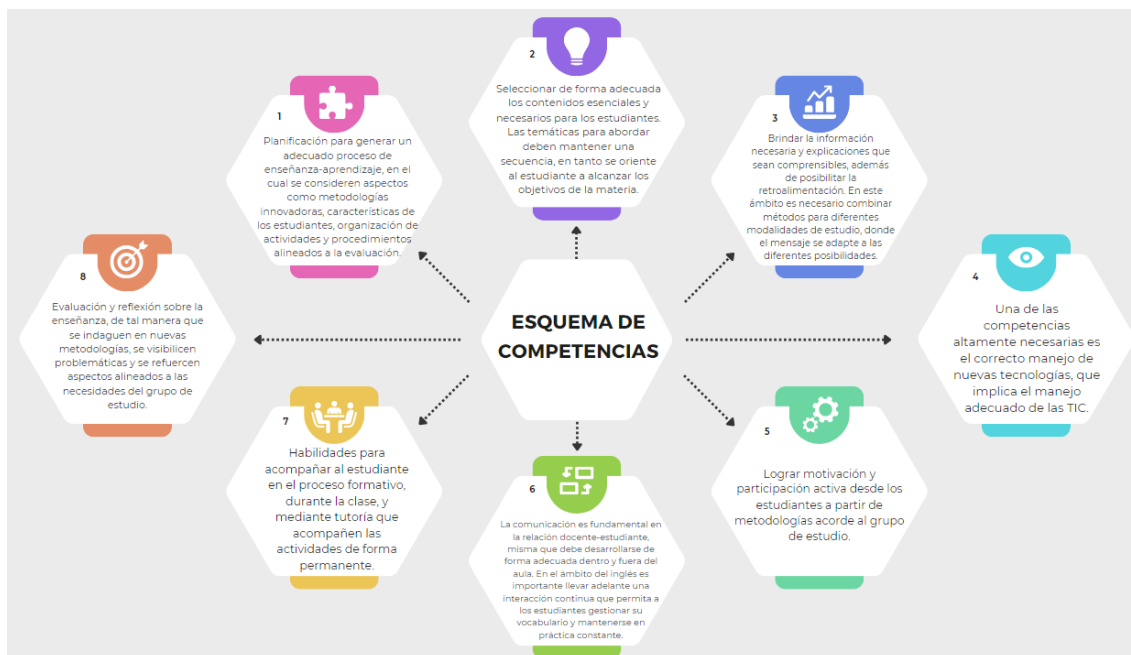 ESQUEMA DE
COMPETENCIAS
1
Planificación para generar un
adecuado proceso de
enseñanza-aprendizaje, en el
cual se consideren aspectos
como metodologías
innovadoras, características de
los estudiantes, organización de
actividades y procedimientos
alineados a la evaluación.
2
Seleccionar de forma adecuada
los contenidos esenciales y
necesarios para los estudiantes.
Las temáticas para abordar
deben mantener una
secuencia, en tanto se oriente
al estudiante a alcanzar los
objetivos de la materia.
3
Brindar la información
necesaria y explicaciones que
sean comprensibles, además
de posibilitar la
retroalimentación. En este
ámbito es necesario combinar
métodos para diferentes
modalidades de estudio, donde
el mensaje se adapte a las
diferentes posibilidades.
4
Una de las
competencias
altamente necesarias es
el correcto manejo de
nuevas tecnologías, que
implica el manejo
adecuado de las TIC.
5
Lograr motivación y
participación activa desde los
estudiantes a partir de
metodologías acorde al grupo
de estudio.
6
La comunicación es fundamental en
la relación docente-estudiante,
misma que debe desarrollarse de
forma adecuada dentro y fuera del
aula. En el ámbito del inglés es
importante llevar adelante una
interacción continua que permita a
los estudiantes gestionar su
vocabulario y mantenerse en
práctica constante.
7
Habilidades para
acompañar al estudiante
en el proceso formativo,
durante la clase, y
mediante tutoría que
acompañen las
actividades de forma
permanente.
8
Evaluación y reflexión sobre la
enseñanza, de tal manera que
se indaguen en nuevas
metodologías, se visibilicen
problemáticas y se refuercen
aspectos alineados a las
necesidades del grupo de
estudio.